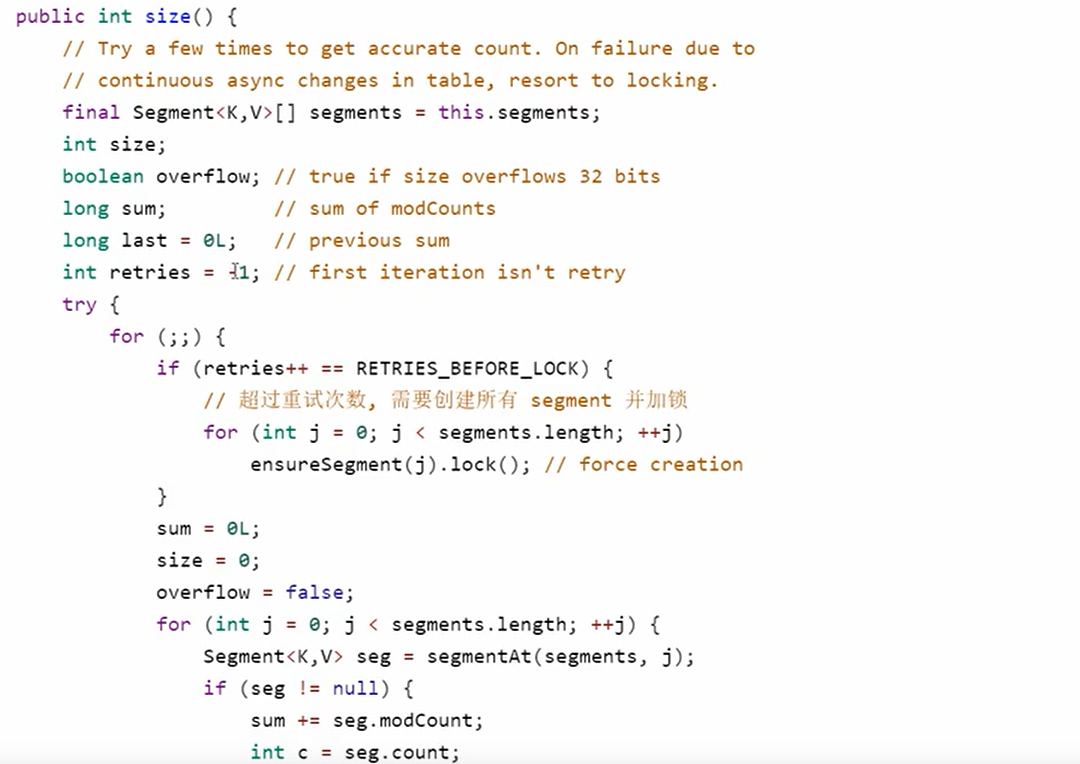 public int size() {
    // Try a few times to get accurate count. On failure due to
    // continuous async changes in table, resort to locking.
    final Segment<K,V>[] segments = this.segments;
    int size;
    boolean overflow; // true if size overflows 32 bits
    long sum;         // sum of modCounts
    long last = 0L;   // previous sum
    int retries = -1; // first iteration isn't retry
    try {
        for (;;) {
            if (retries++ == RETRIES_BEFORE_LOCK) {
                // 超过重试次数, 需要创建所有 segment 并加锁
                for (int j = 0; j < segments.length; ++j)
                    ensureSegment(j).lock(); // force creation
            }
            sum = 0L;
            size = 0;
            overflow = false;
            for (int j = 0; j < segments.length; ++j) {
                Segment<K,V> seg = segmentAt(segments, j);
                if (seg != null) {
                    sum += seg.modCount;
                    int c = seg.count;